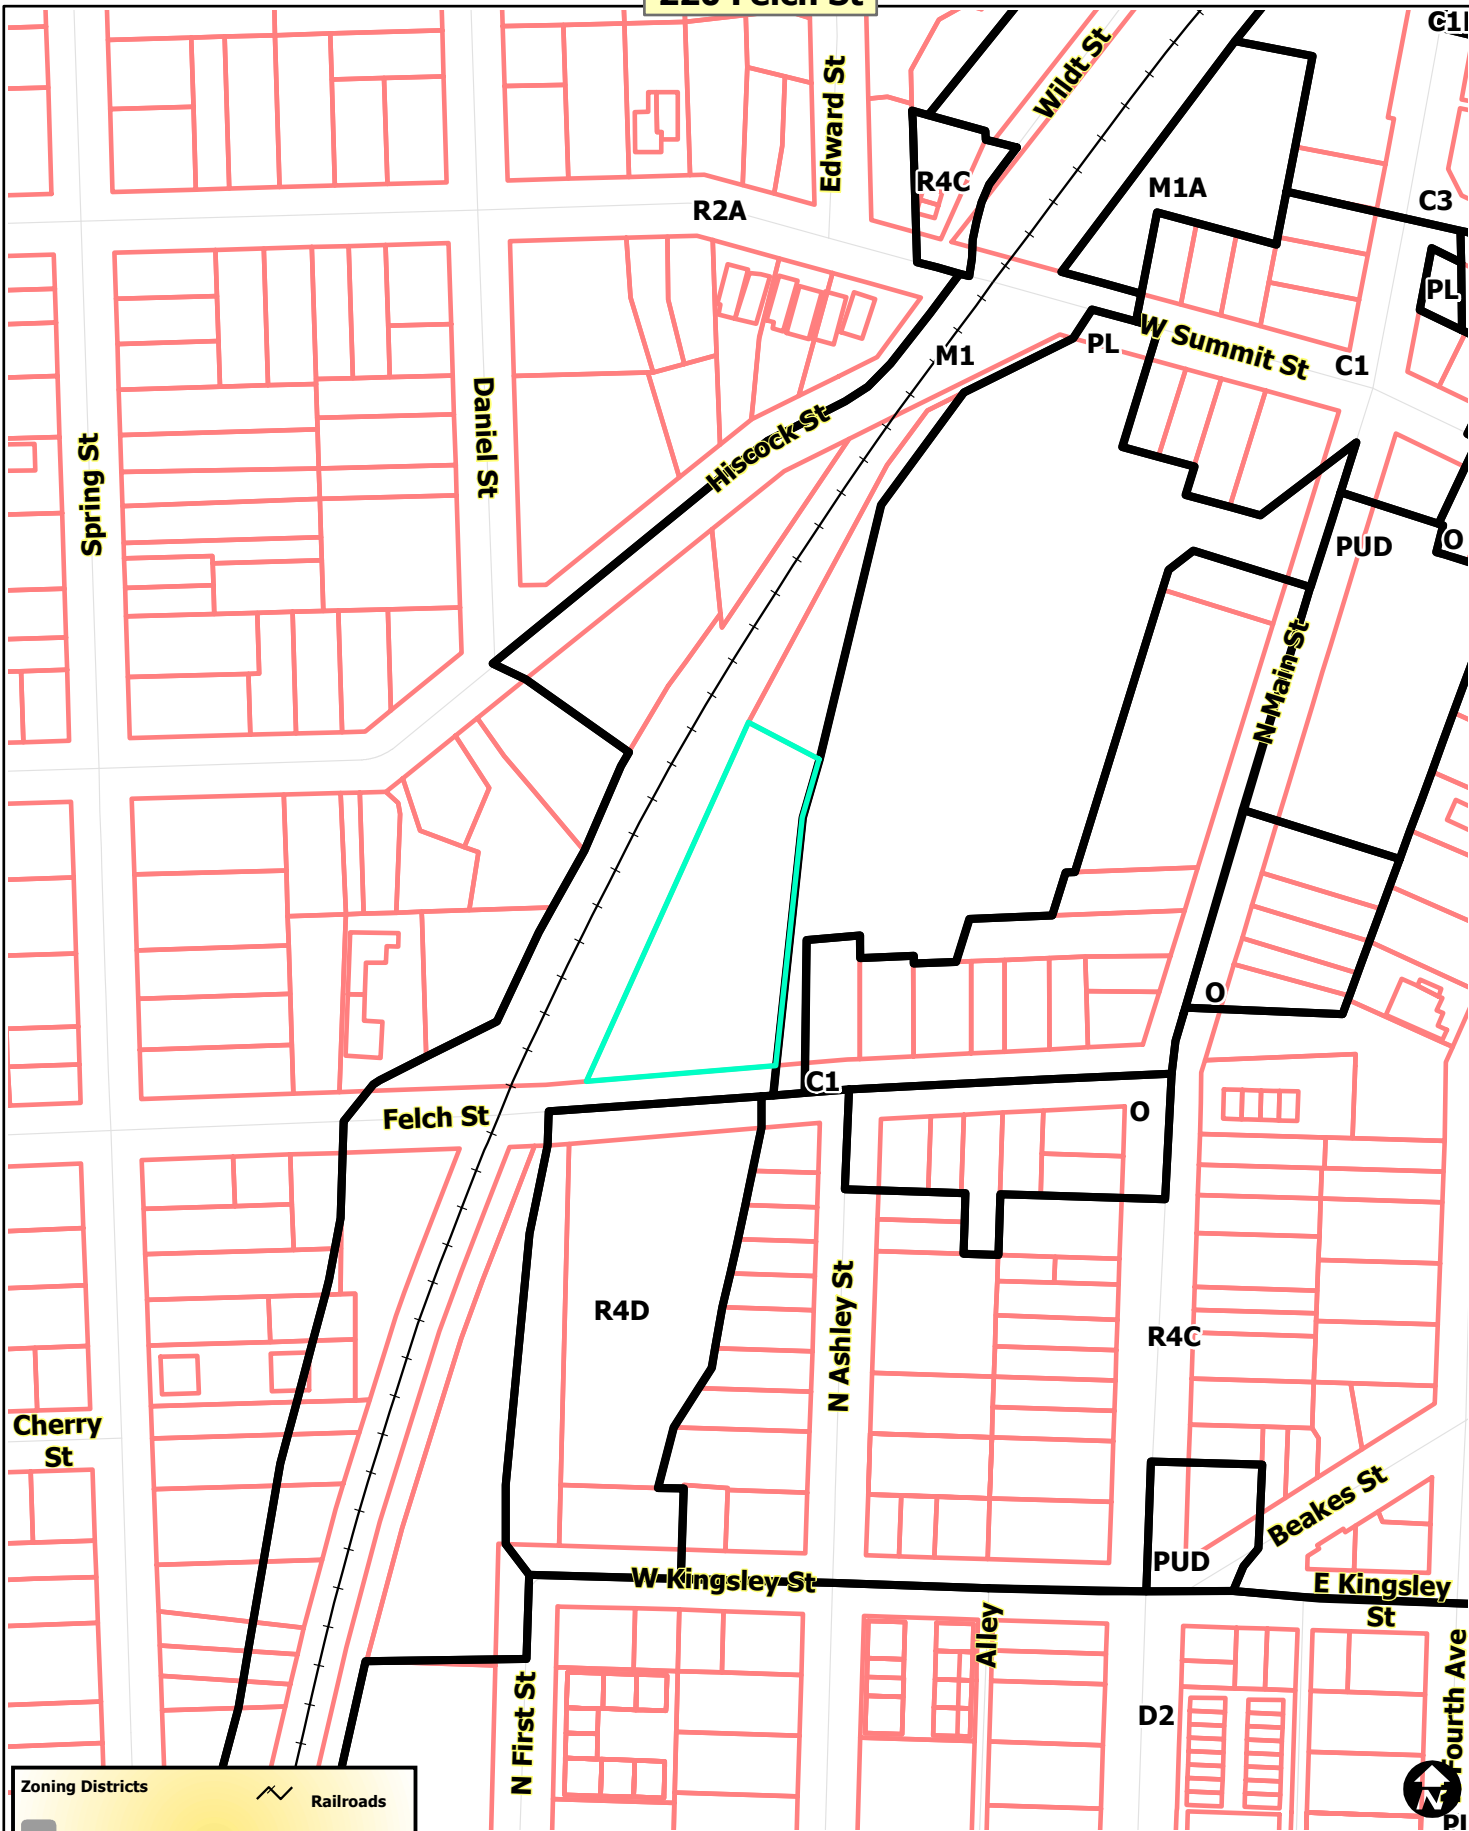 Felch St
Edward St
Wildt St
R4C
R2A
M1A
C3
PL
W Summit St
M1
PL
C1
Hiscock St
Daniel St
Spring St
PUD
O
N Main St
O
C1
Felch St
O
R4D
N Ashley St
R4C
Cherry
St
Beakes St
PUD
W Kingsley St
E Kingsley
St
Alley
N First St
D2
Fourth Ave
Zoning Districts
Railroads
N